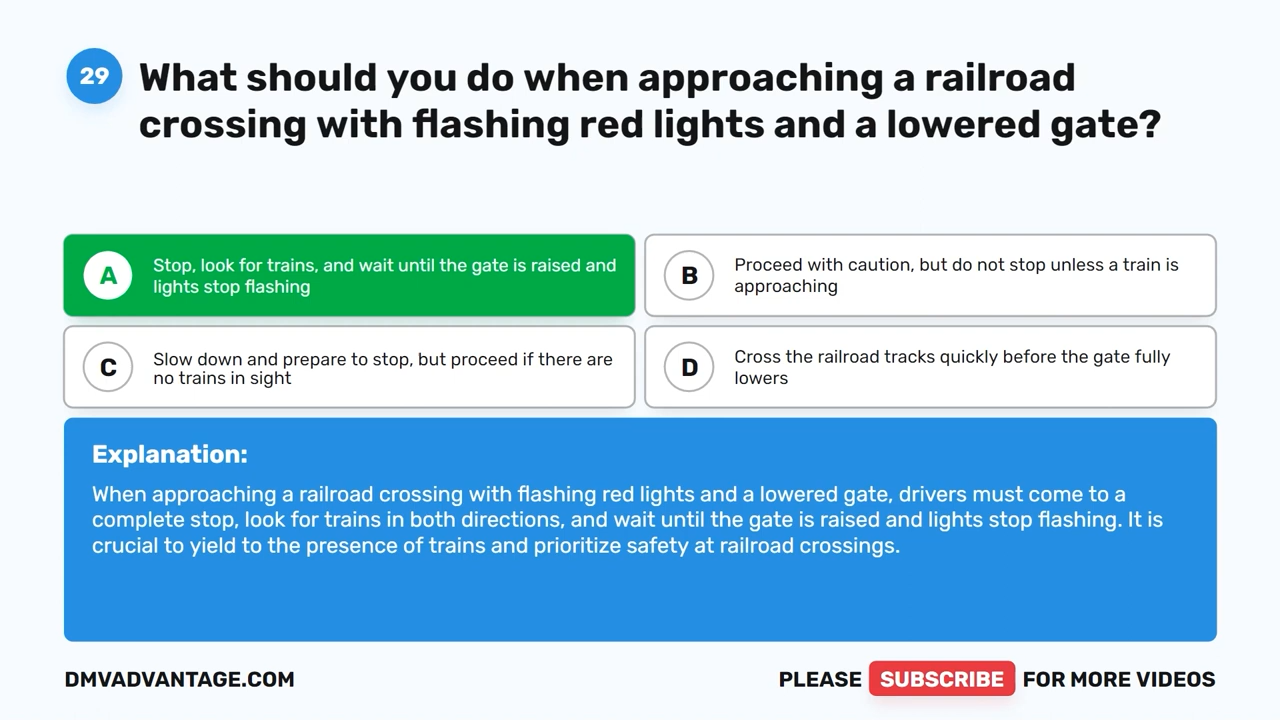 29
What should you do when approaching a railroad
crossing with flashing red lights and a lowered gate?
A
Stop, look for trains, and wait until the gate is raised and
lights stop flashing
B
Proceed with caution, but do not stop unless a train is
approaching
C
Slow down and prepare to stop, but proceed if there are
no trains in sight
D
Cross the railroad tracks quickly before the gate fully
lowers
Explanation:
When approaching a railroad crossing with flashing red lights and a lowered gate, drivers must come to a
complete stop, look for trains in both directions, and wait until the gate is raised and lights stop flashing. It is
crucial to yield to the presence of trains and prioritize safety at railroad crossings.
DMVADVANTAGE.COM
PLEASE SUBSCRIBE FOR MORE VIDEOS